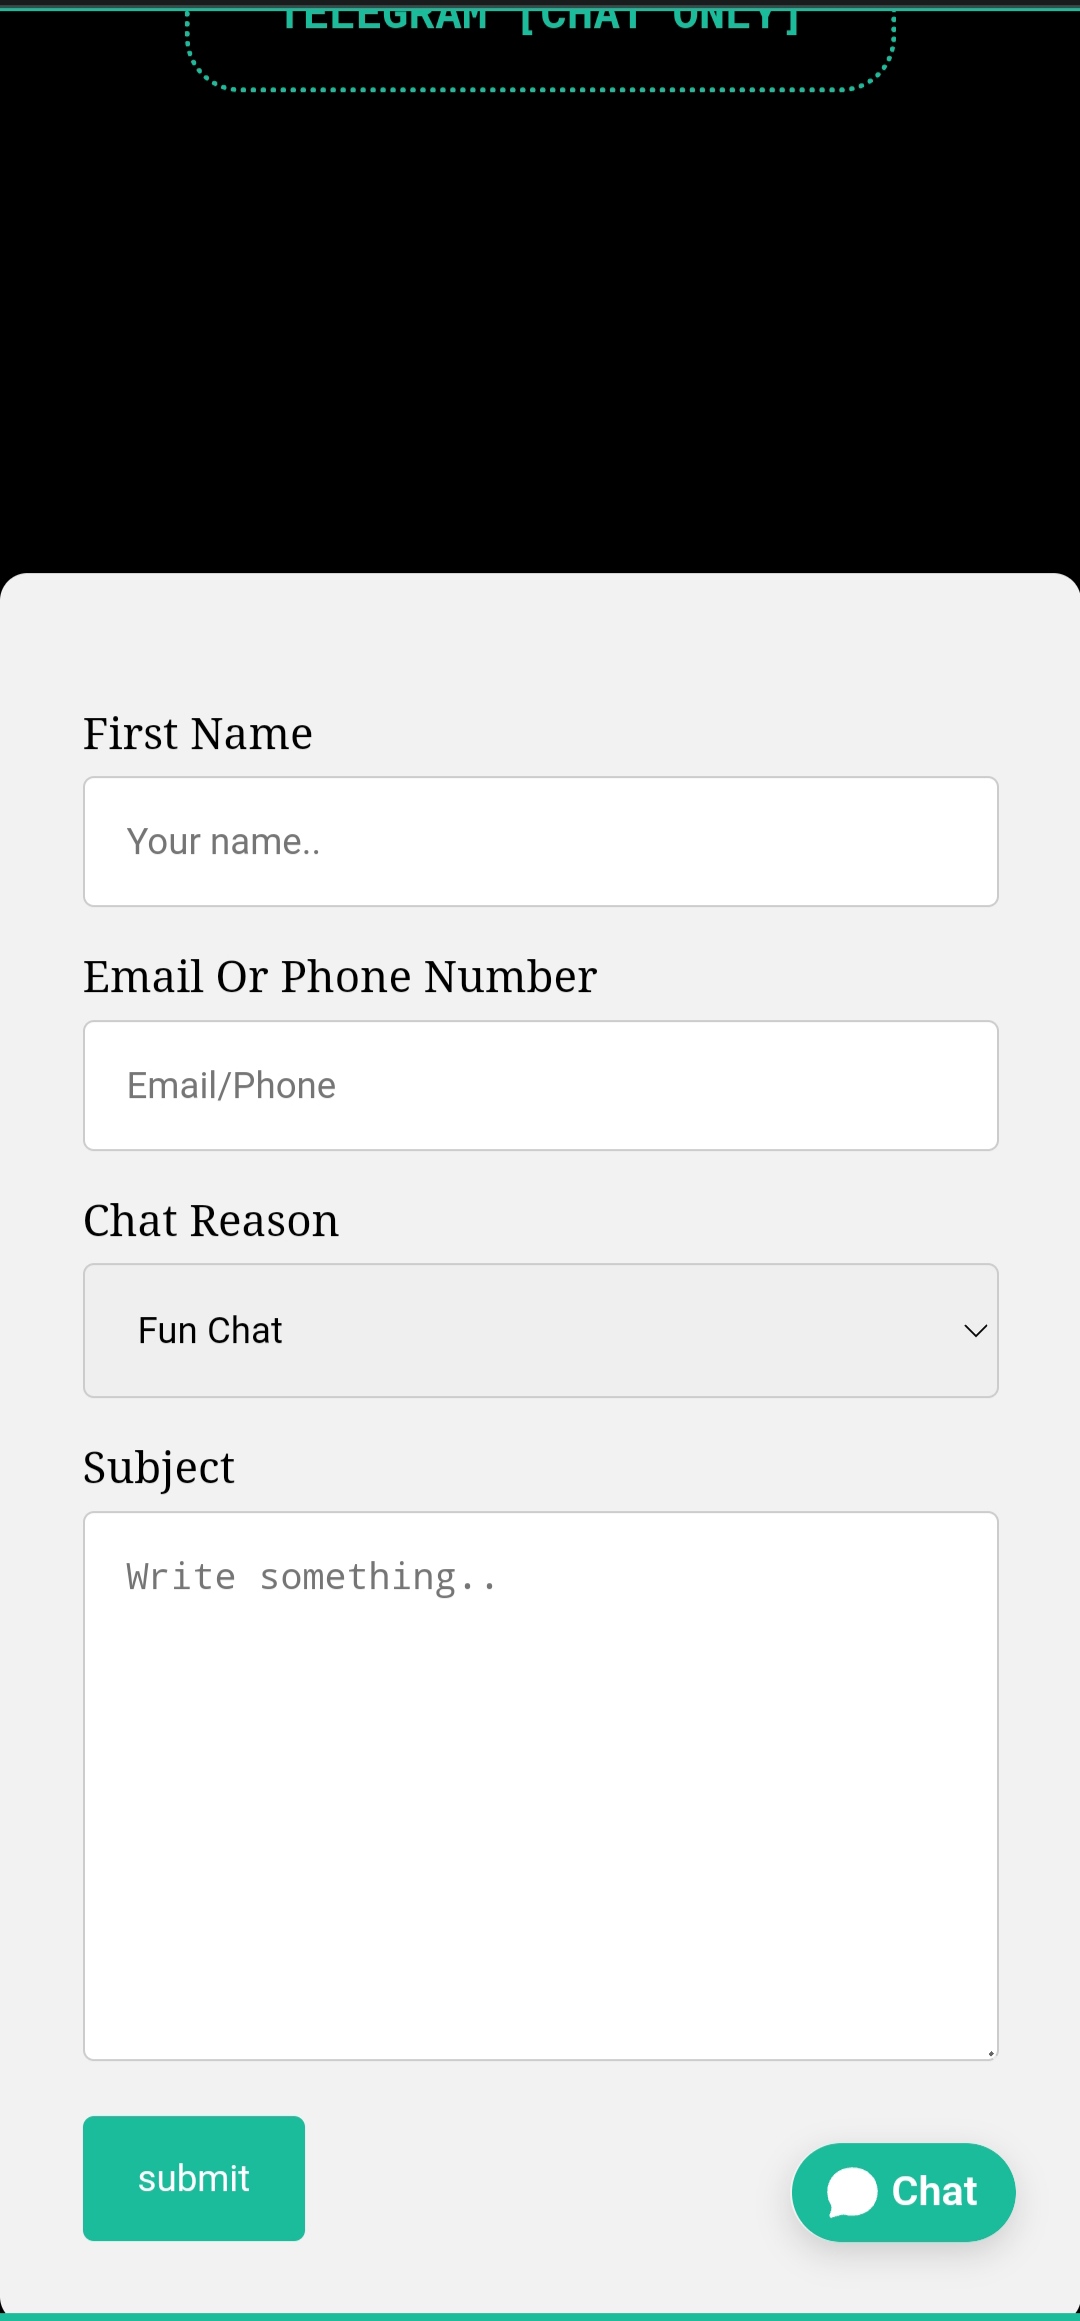 TELEGRAM [CHAT ONLY]
First Name
Your name..
Email Or Phone Number
Email/Phone
Chat Reason
Fun Chat
Subject
Write something..
submit
Chat